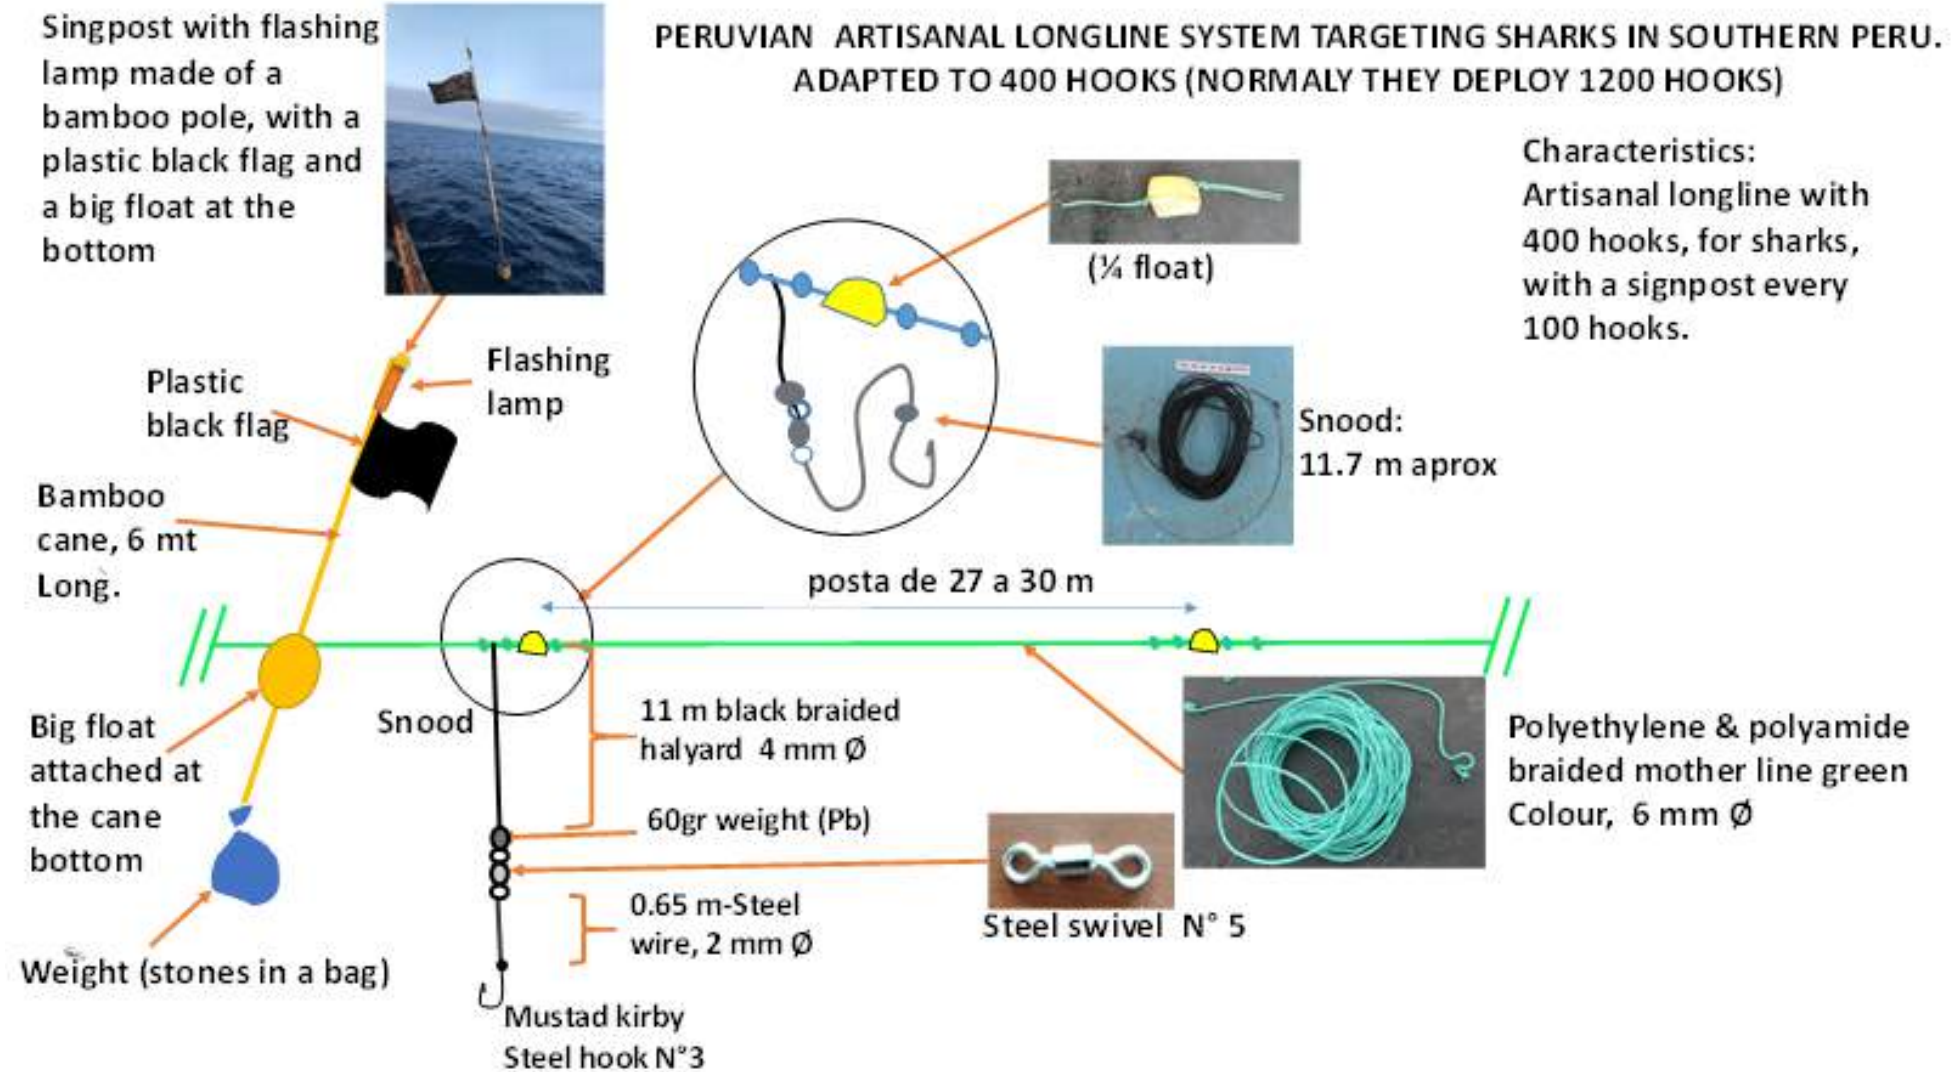 Singpost with flashing
lamp made of a
bamboo pole, with a
plastic black flag and
a big float at the
bottom
PERUVIAN ARTISANAL LONGLINE SYSTEM TARGETING SHARKS IN SOUTHERN PERU.
ADAPTED TO 400 HOOKS (NORMALY THEY DEPLOY 1200 HOOKS)
Characteristics:
Artisanal longline with
400 hooks, for sharks,
with a signpost every
100 hooks.
(¼ float)
Plastic
black flag
Flashing
lamp
Snood:
11.7 m aprox
Bamboo
cane, 6 mt
Long.
posta de 27 a 30 m
Snood
11 m black braided
halyard 4 mm Ø
Big float
attached at
the cane
bottom
Polyethylene & polyamide
braided mother line green
Colour, 6 mm Ø
60gr weight (Pb)
0.65 m-Steel
wire, 2 mm Ø
Steel swivel N° 5
Weight (stones in a bag)
Mustad kirby
Steel hook N°3